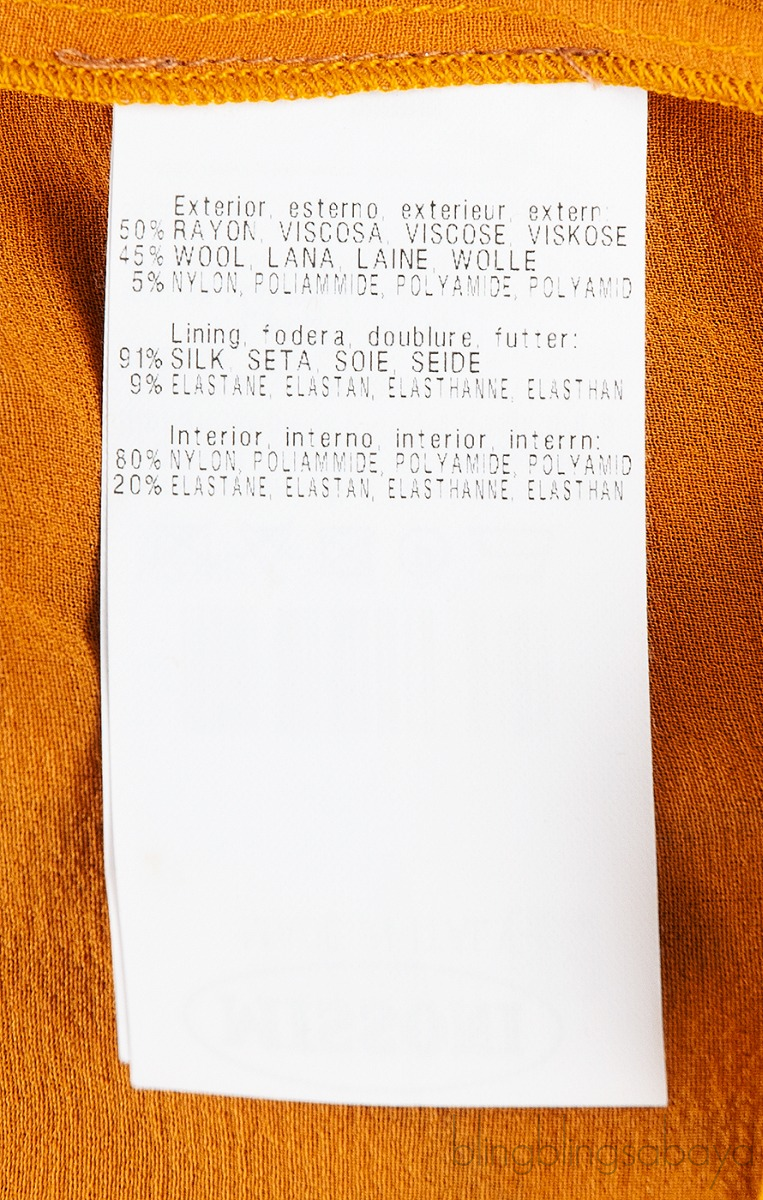 Exterior, esterno, exterieur, extern:
50% RAYON, VISCOSA, VISCOSE, VISKOSE
45% WOOL, LANA, LAINE, WOLLE
5% NYLON, POLIAMMIDE, POLYAMIDE, POLYAMID
Lining, fodera, doublure, futter:
91% SILK, SETA, SOIE, SEIDE
9% ELASTANE, ELASTAN, ELASTHANNE, ELASTHAN
Interior, interno, interior, interrn:
80% NYLON, POLIAMMIDE, POLYAMIDE, POLYAMID
20% ELASTANE, ELASTAN, ELASTHANNE, ELASTHAN
blingblingsabaya